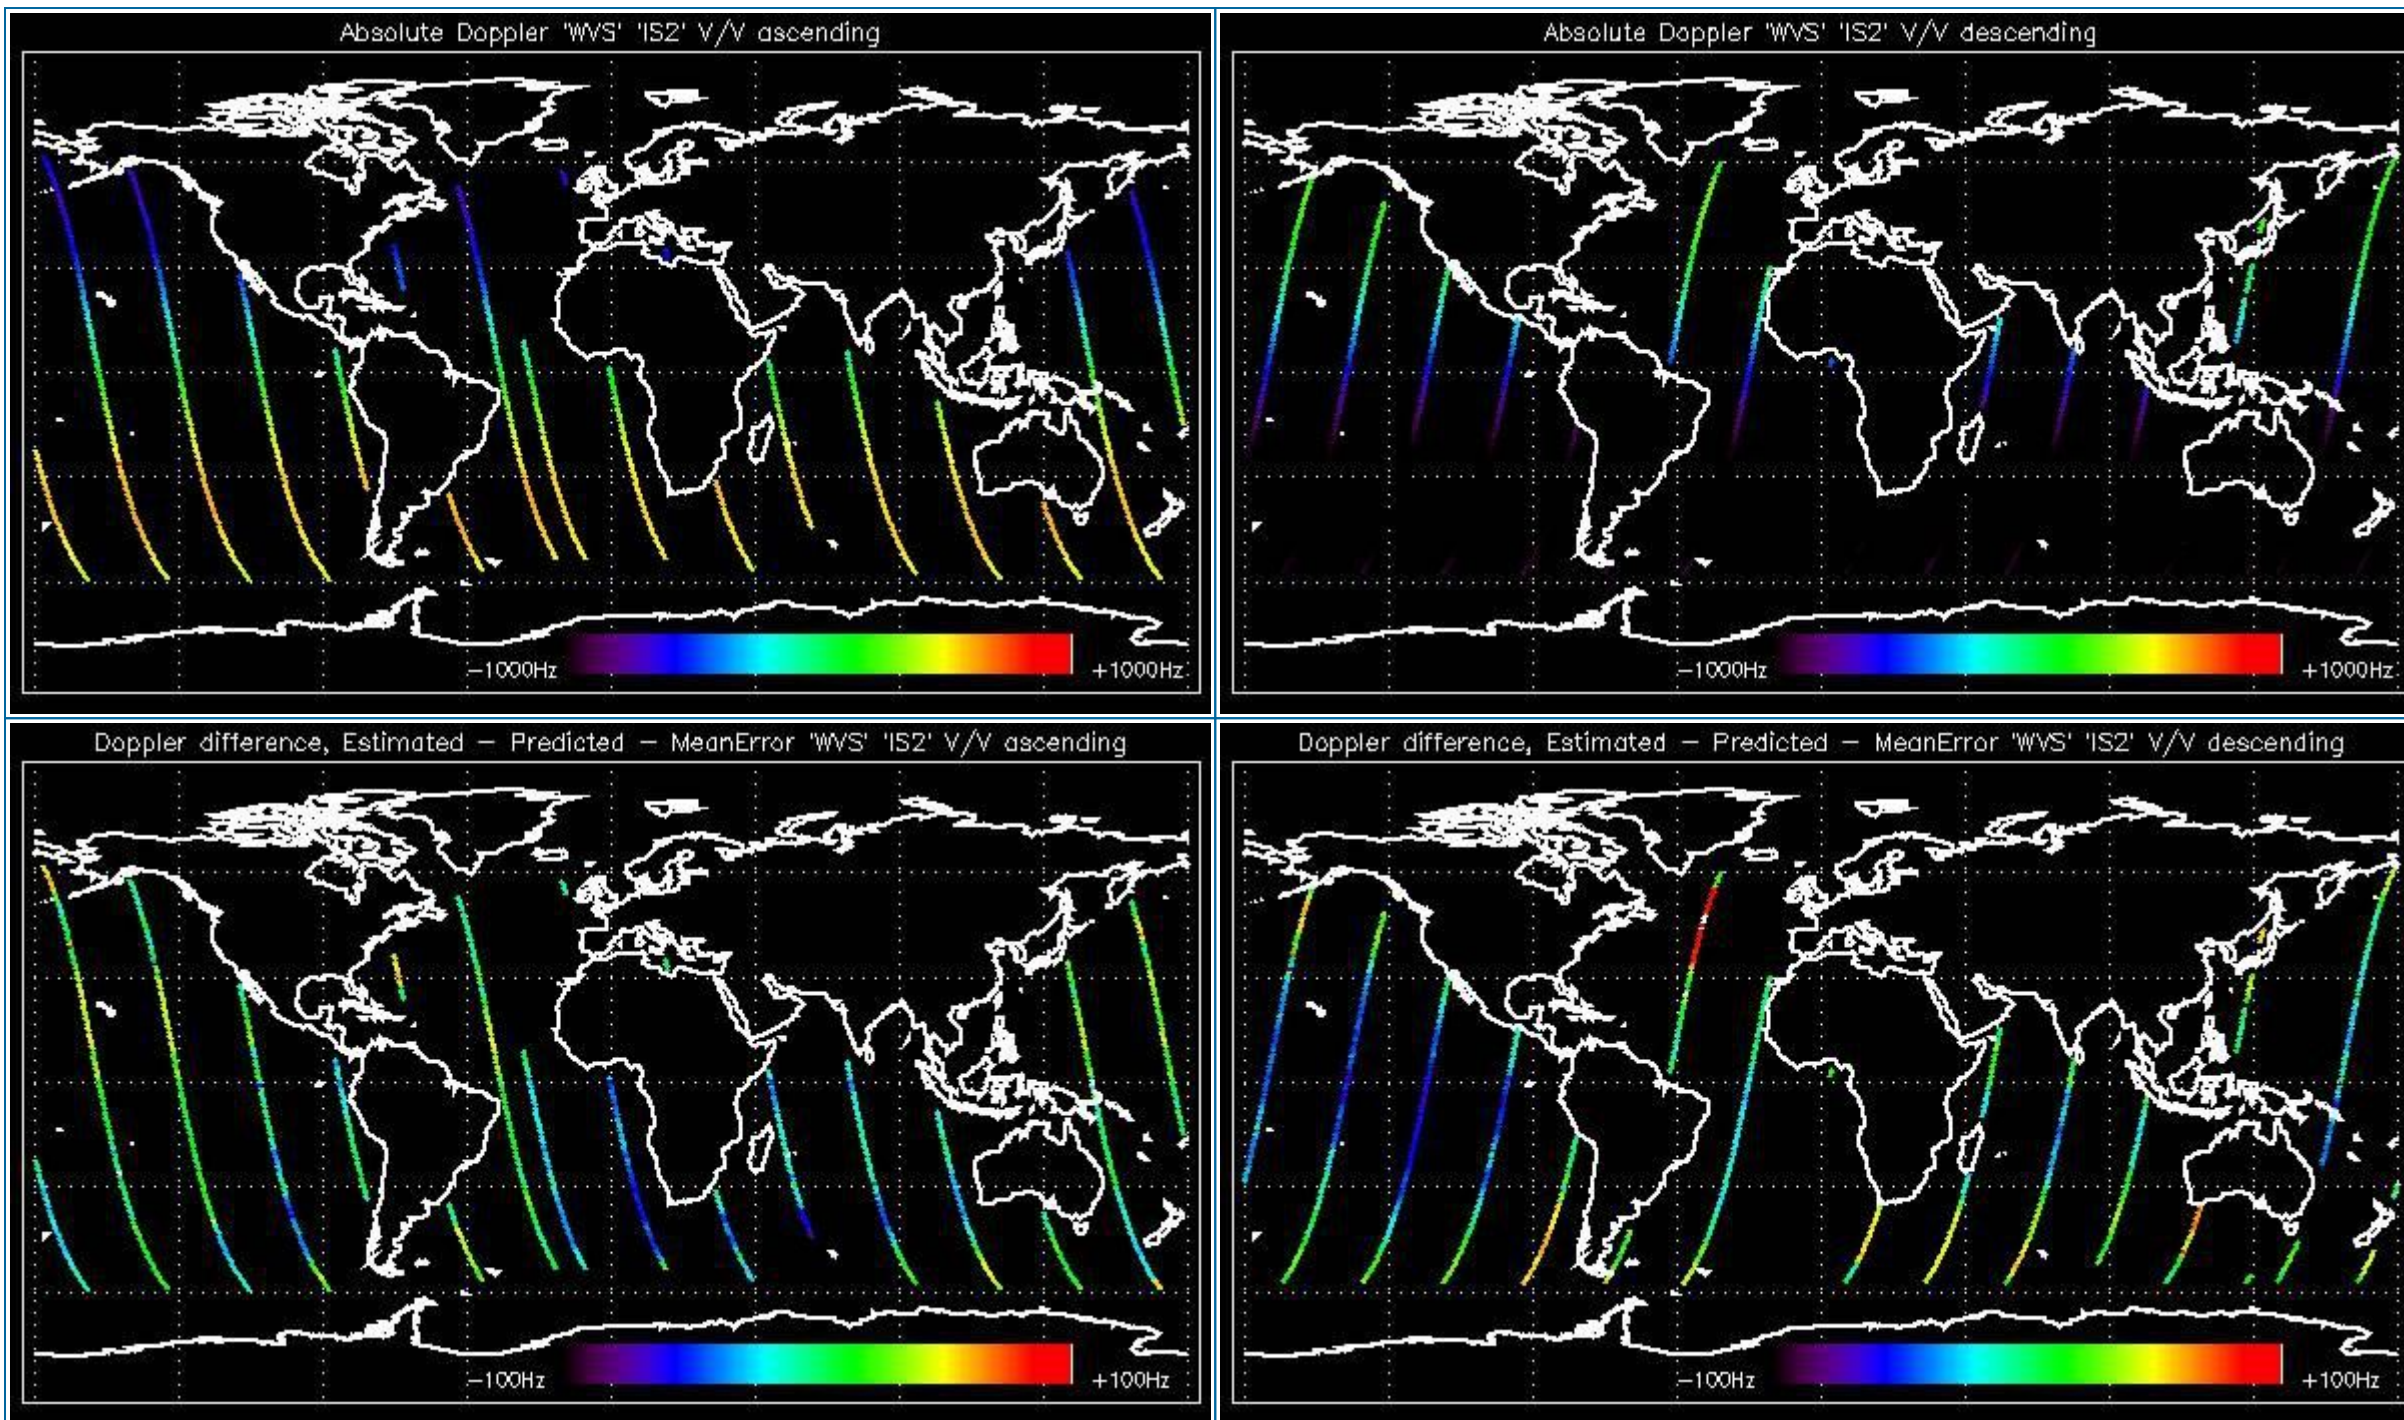 Absolute Doppler 'WVS' 'IS2' V/V ascending
-1000Hz
+1000Hz
Absolute Doppler 'WVS' 'IS2' V/V descending
-1000Hz
+1000Hz
Doppler difference, Estimated - Predicted - MeanError 'WVS' 'IS2' V/V ascending
-100Hz
+100Hz
Doppler difference, Estimated - Predicted - MeanError 'WVS' 'IS2' V/V descending
-100Hz
+100Hz